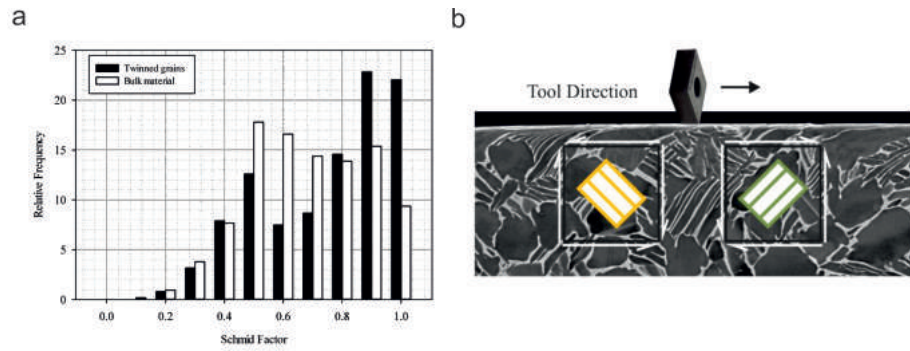 a
25
20
15
10
5
0
Relative Frequency
Twinned grains
Bulk material
0.0 0.2 0.4 0.6 0.8 1.0
Schmid Factor
b
Tool Direction